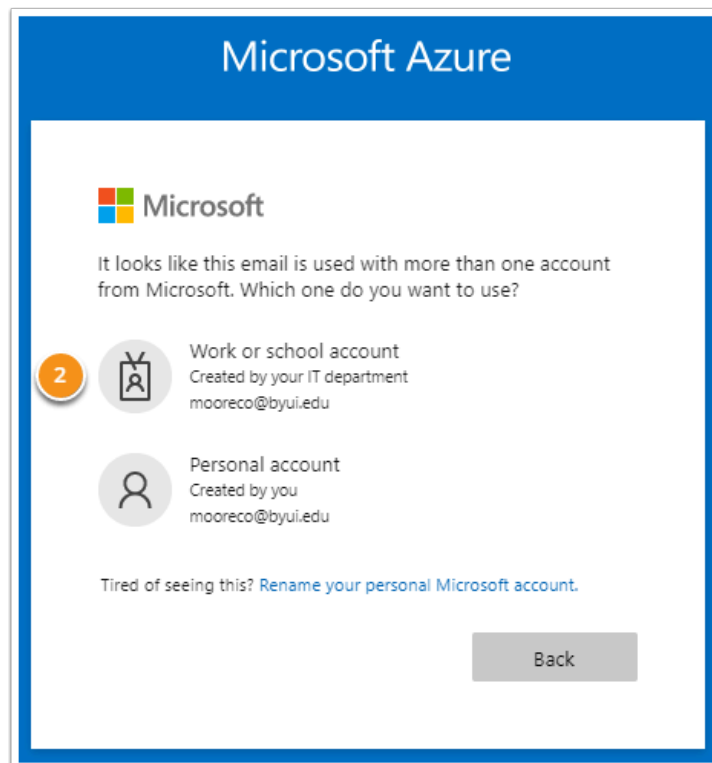 Microsoft Azure
Microsoft
It looks like this email is used with more than one account
from Microsoft. Which one do you want to use?
2
Work or school account
Created by your IT department
mooreco@byui.edu
Personal account
Created by you
mooreco@byui.edu
Tired of seeing this? Rename your personal Microsoft account.
Back